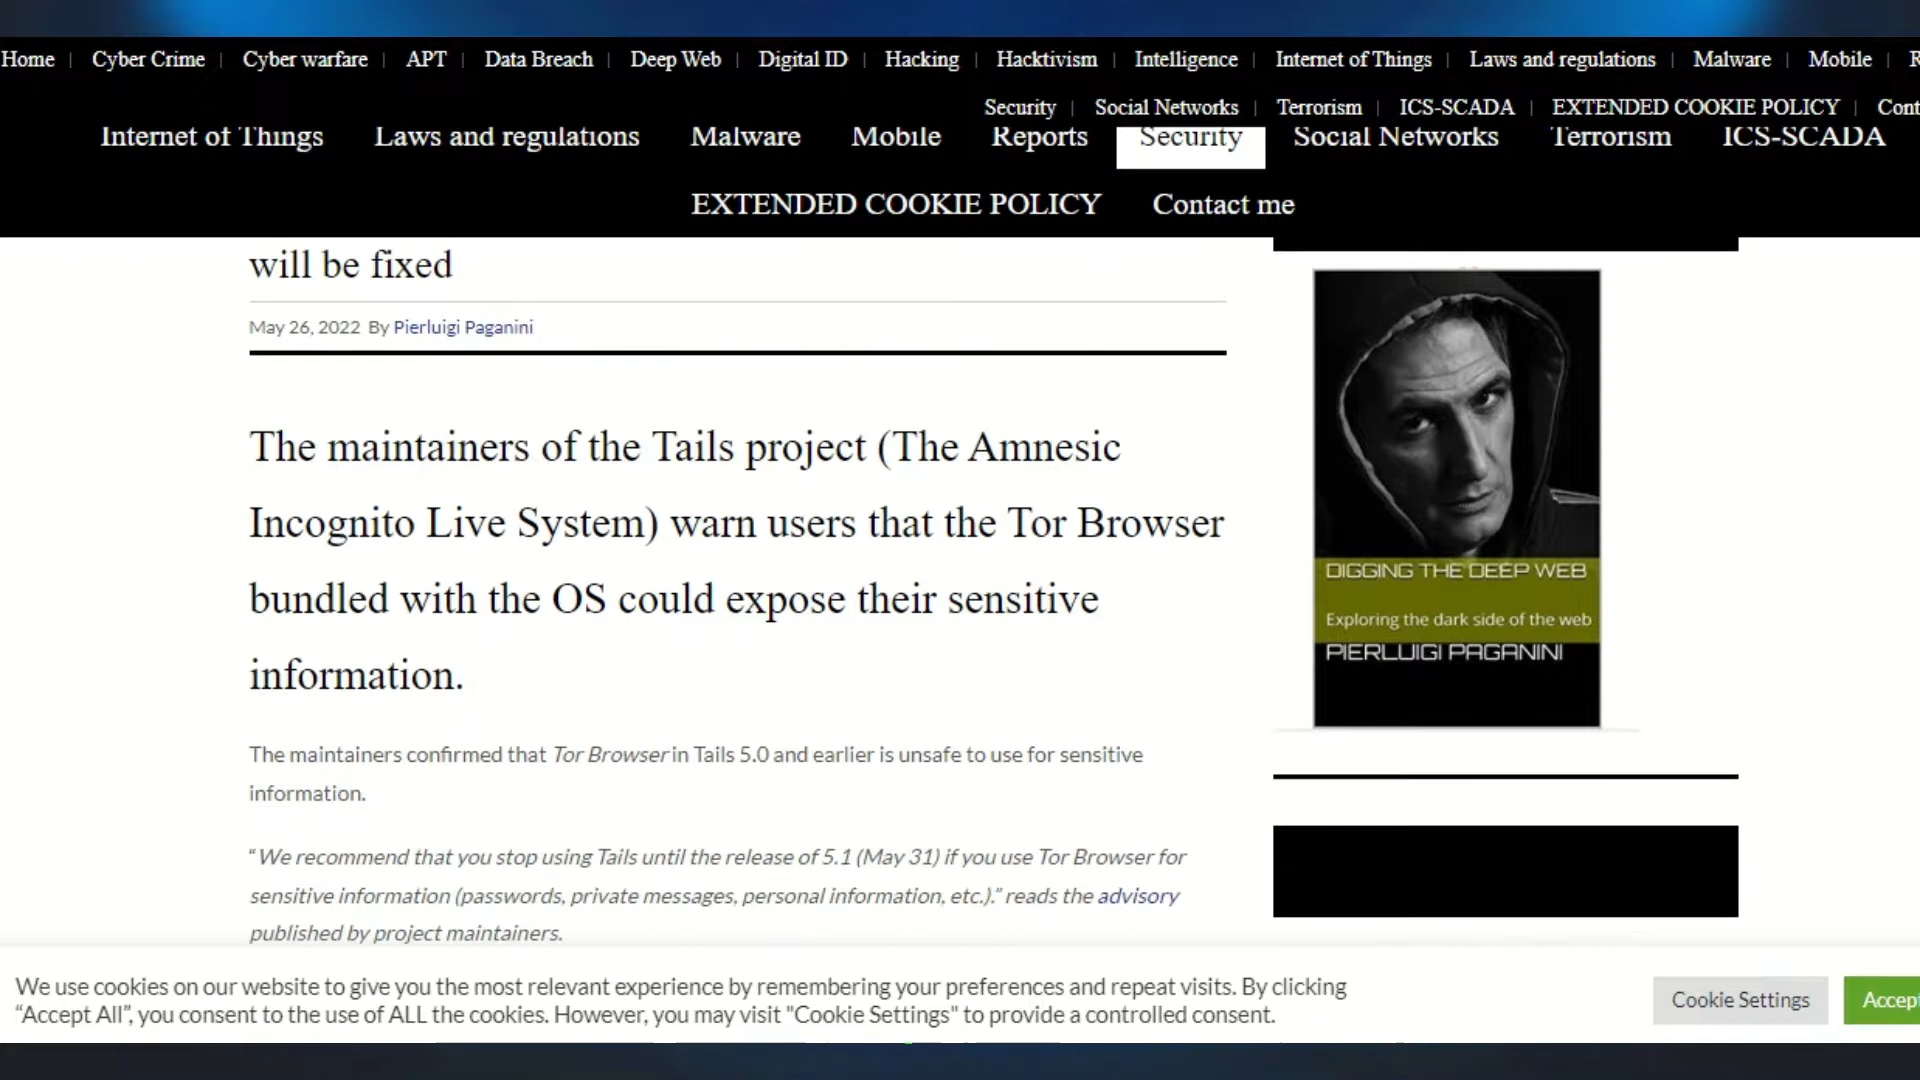 Home | Cyber Crime | Cyber warfare | APT | Data Breach | Deep Web | Digital ID | Hacking | Hacktivism | Intelligence | Internet of Things | Laws and regulations | Malware | Mobile |
Security | Social Networks | Terrorism | ICS-SCADA | EXTENDED COOKIE POLICY | Cont
Internet of Things Laws and regulations Malware Mobile Reports Security Social Networks Terrorism ICS-SCADA
EXTENDED COOKIE POLICY Contact me
will be fixed
May 26, 2022 By Pierluigi Paganini
The maintainers of the Tails project (The Amnesic
Incognito Live System) warn users that the Tor Browser
bundled with the OS could expose their sensitive
information.
The maintainers confirmed that Tor Browser in Tails 5.0 and earlier is unsafe to use for sensitive
information.
“We recommend that you stop using Tails until the release of 5.1 (May 31) if you use Tor Browser for
sensitive information (passwords, private messages, personal information, etc.).” reads the advisory
published by project maintainers.
DIGGING THE DEEP WEB
Exploring the dark side of the web
PIERLUIGI PAGANINI
We use cookies on our website to give you the most relevant experience by remembering your preferences and repeat visits. By clicking
“Accept All”, you consent to the use of ALL the cookies. However, you may visit "Cookie Settings" to provide a controlled consent.
Cookie Settings
Accept